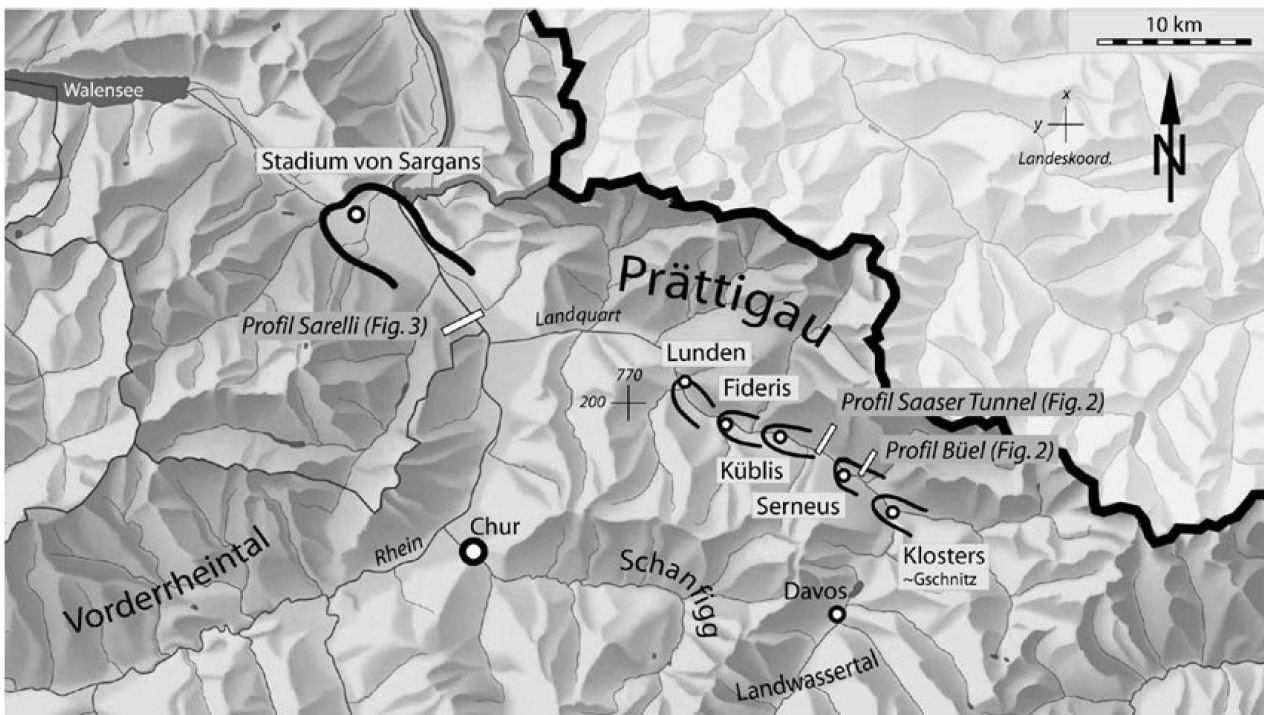 10 km
Walensee
x
y
Landeskoord.
N
Stadium von Sargans
Prättigau
Profil Sarelli (Fig. 3)
Landquart
Lunden
770
200
Fideris
Profil Saaser Tunnel (Fig. 2)
Profil Büel (Fig. 2)
Küblis
Serneus
Chur
Rhein
Klosters
~Gschnitz
Vorderrheintal
Schanfigg
Davos
Landwassertal